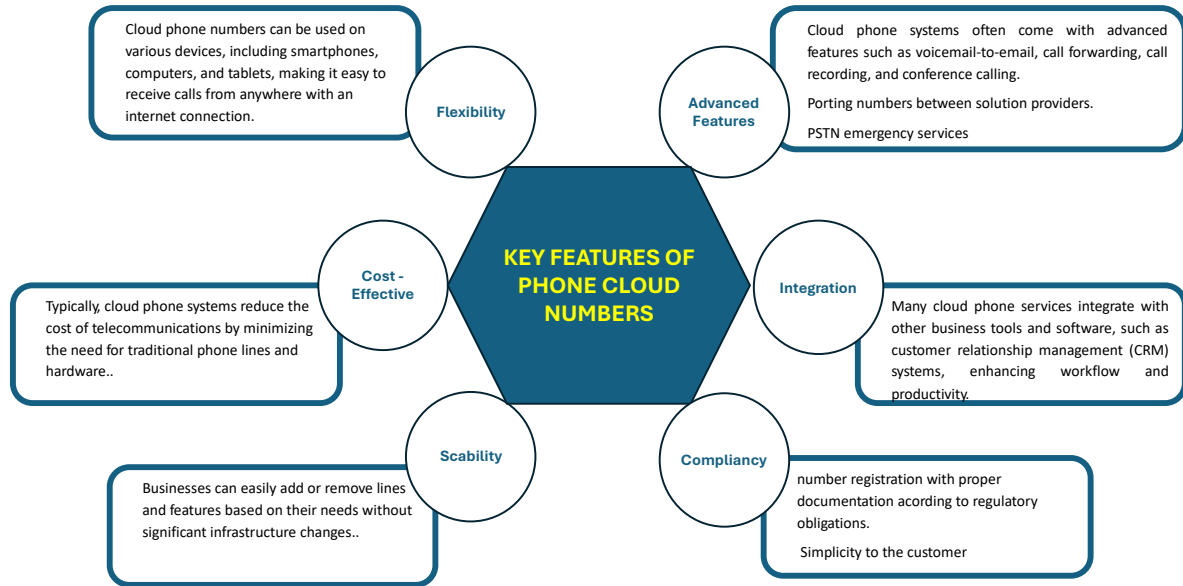 Cloud phone numbers can be used on
various devices, including smartphones,
computers, and tablets, making it easy to
receive calls from anywhere with an
internet connection.
Flexibility
Advanced
Features
Cloud phone systems often come with advanced
features such as voicemail-to-email, call forwarding, call
recording, and conference calling.
Porting numbers between solution providers.
PSTN emergency services
KEY FEATURES OF
PHONE CLOUD
NUMBERS
Cost -
Effective
Typically, cloud phone systems reduce the
cost of telecommunications by minimizing
the need for traditional phone lines and
hardware..
Integration
Many cloud phone services integrate with
other business tools and software, such as
customer relationship management (CRM)
systems, enhancing workflow and
productivity.
Scability
Businesses can easily add or remove lines
and features based on their needs without
significant infrastructure changes..
Compliancy
number registration with proper
documentation acording to regulatory
obligations.
Simplicity to the customer